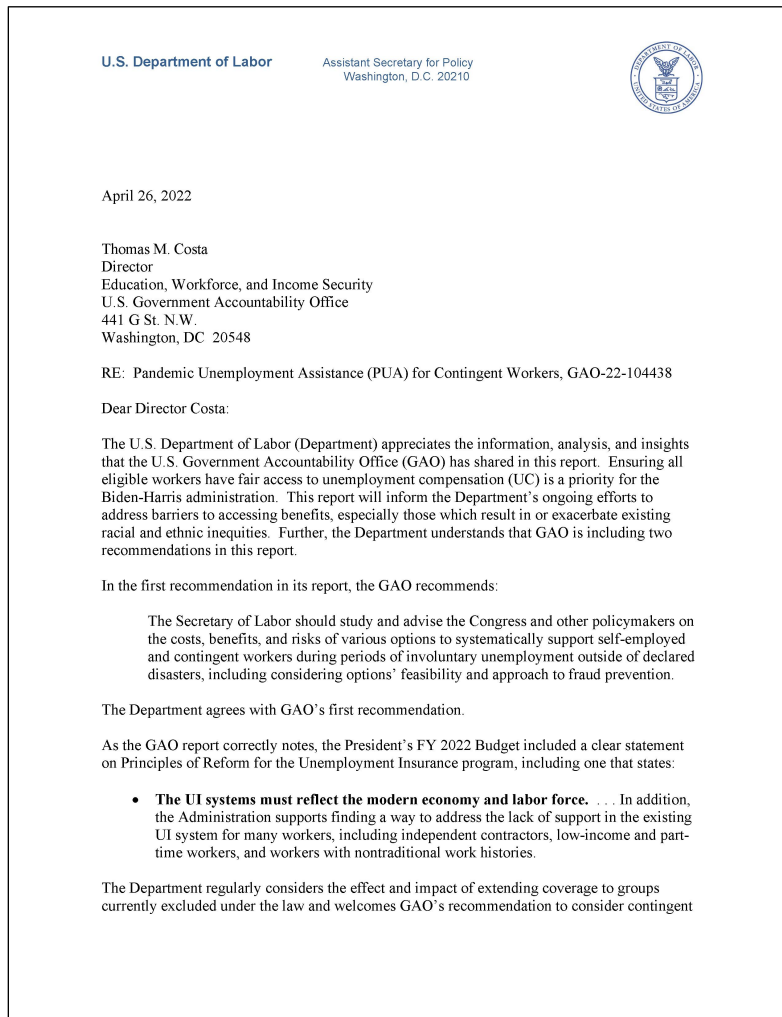 U.S. Department of Labor
Assistant Secretary for Policy
Washington, D.C. 20210
DEPARTMENT OF LABOR
UNITED STATES OF AMERICA
April 26, 2022
Thomas M. Costa
Director
Education, Workforce, and Income Security
U.S. Government Accountability Office
441 G St. N.W.
Washington, DC  20548
RE:  Pandemic Unemployment Assistance (PUA) for Contingent Workers, GAO-22-104438
Dear Director Costa:
The U.S. Department of Labor (Department) appreciates the information, analysis, and insights
that the U.S. Government Accountability Office (GAO) has shared in this report.  Ensuring all
eligible workers have fair access to unemployment compensation (UC) is a priority for the
Biden-Harris administration.  This report will inform the Department’s ongoing efforts to
address barriers to accessing benefits, especially those which result in or exacerbate existing
racial and ethnic inequities.  Further, the Department understands that GAO is including two
recommendations in this report.
In the first recommendation in its report, the GAO recommends:
The Secretary of Labor should study and advise the Congress and other policymakers on
the costs, benefits, and risks of various options to systematically support self-employed
and contingent workers during periods of involuntary unemployment outside of declared
disasters, including considering options’ feasibility and approach to fraud prevention.
The Department agrees with GAO’s first recommendation.
As the GAO report correctly notes, the President’s FY 2022 Budget included a clear statement
on Principles of Reform for the Unemployment Insurance program, including one that states:
• The UI systems must reflect the modern economy and labor force.  . . . In addition,
the Administration supports finding a way to address the lack of support in the existing
UI system for many workers, including independent contractors, low-income and part-
time workers, and workers with nontraditional work histories.
The Department regularly considers the effect and impact of extending coverage to groups
currently excluded under the law and welcomes GAO’s recommendation to consider contingent